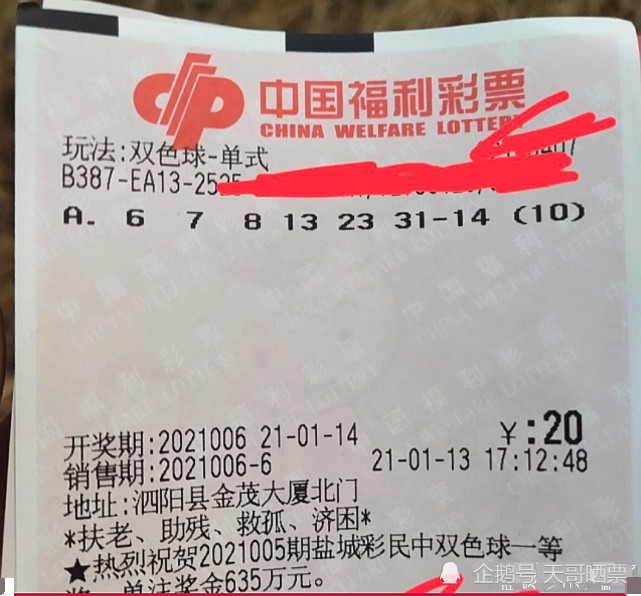 中国福利彩票
CHINA WELFARE LOTTERY
玩法:双色球-单式
B387-EA13-25
A. 6 7 8 13 23 31-14 (10)
开奖期:2021006 21-01-14 ¥:20
销售期:2021006-6 21-01-13 17:12:48
地址:泗阳县金茂大厦北门
*扶老、助残、救孤、济困*
★热烈祝贺2021005期盐城彩民中双色球一等
奖,单注奖金635万元。
企鹅号 天哥晒票